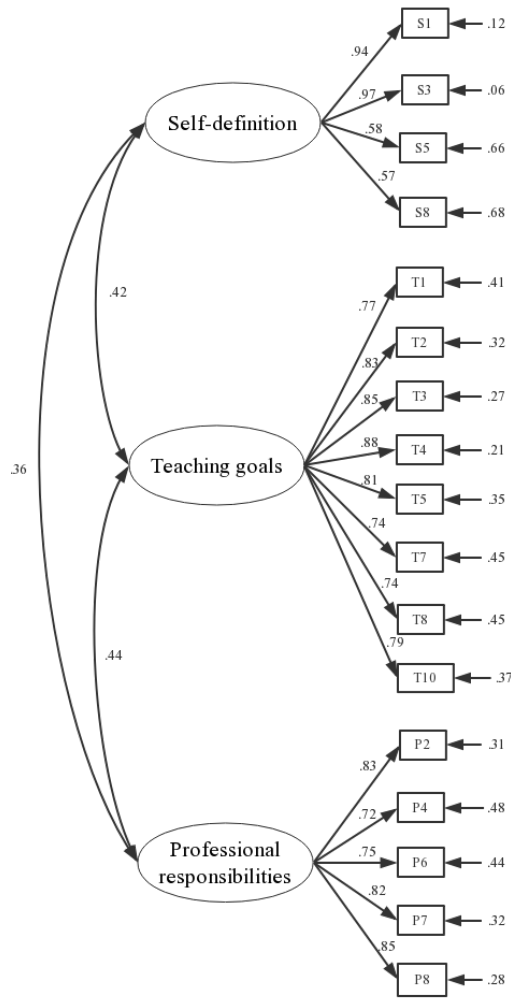 S1
.12
.94
S3
.06
.97
.58
S5
.66
Self-definition
.57
S8
.68
.42
T1
.41
.77
T2
.32
.83
T3
.27
.85
T4
.21
.88
.36
Teaching goals
.81
T5
.35
.74
T7
.45
.74
T8
.45
.79
T10
.37
.44
P2
.31
.83
P4
.48
.72
Professional
responsibilities
.75
P6
.44
.82
P7
.32
.85
P8
.28